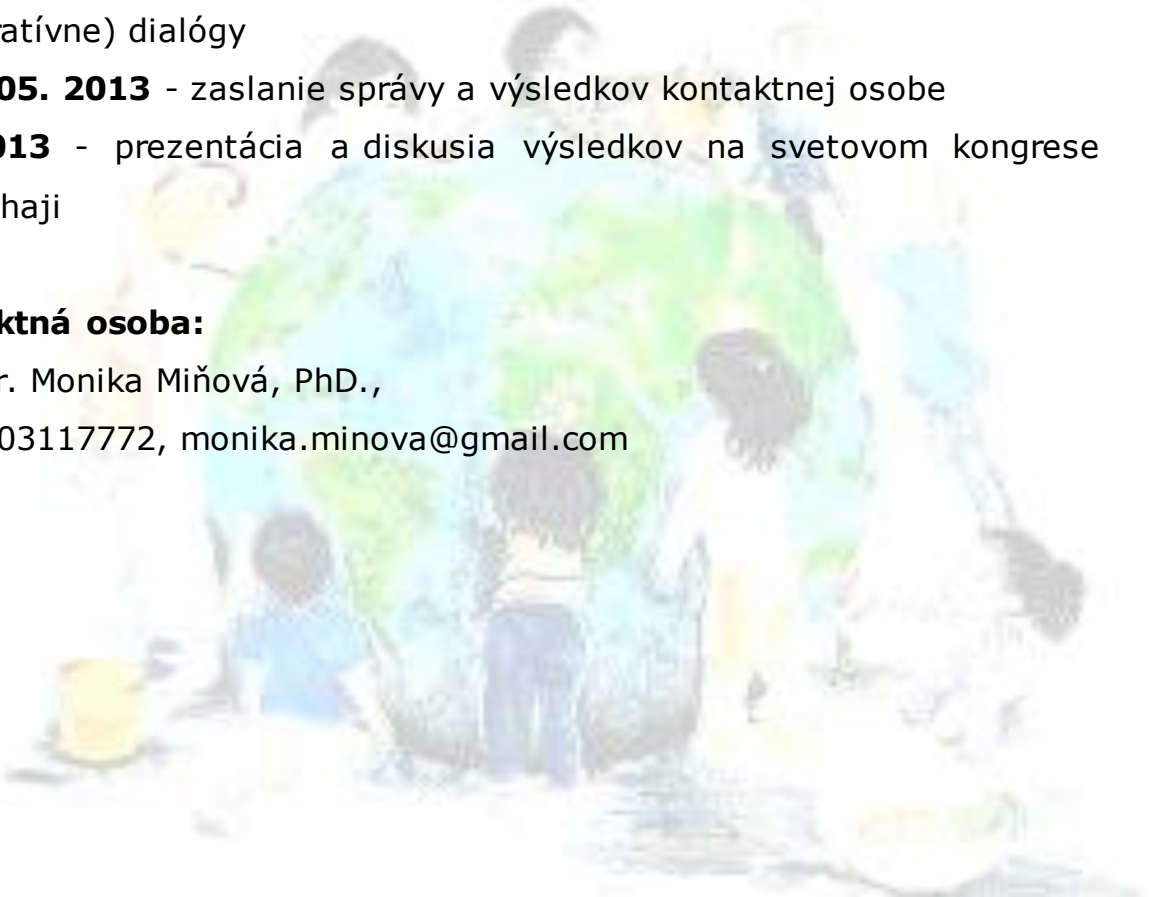 ratívne) dialógy
05. 2013 - zaslanie správy a výsledkov kontaktnej osobe
013 - prezentácia a diskusia výsledkov na svetovom kongrese
haji
ktná osoba:
r. Monika Miňová, PhD.,
03117772, monika.minova@gmail.com